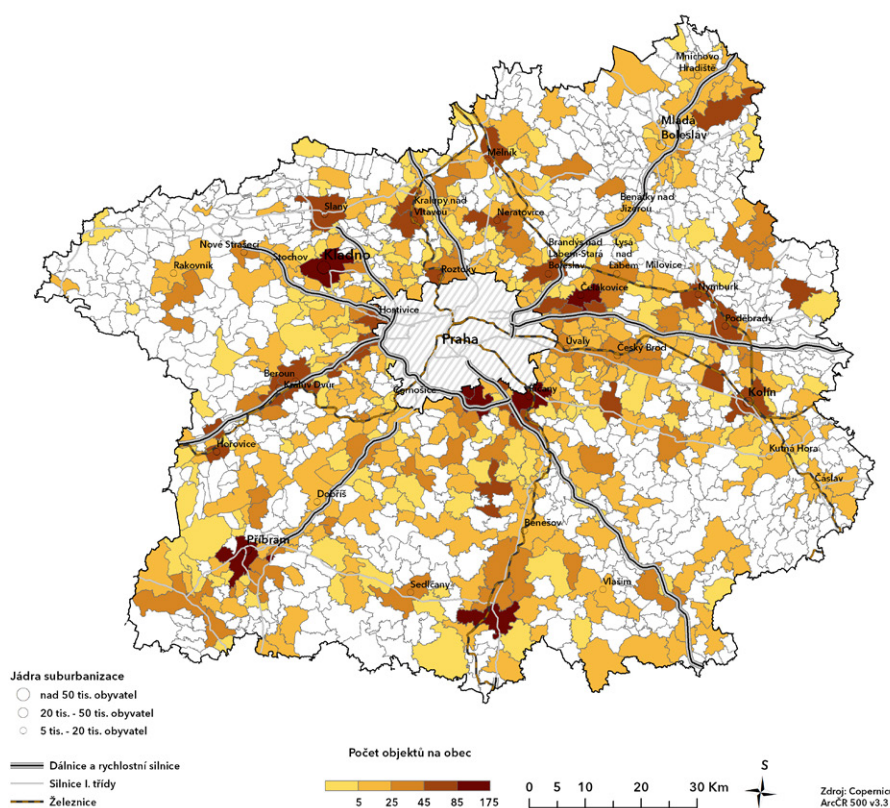 Mnichovo
Hradiště
Mladá
Boleslav
Mělník
Benátky nad
Jizerou
Slaný
Kralupy nad
Vltavou
Neratovice
Nové Strašecí
Stochov
Kladno
Rakovník
Roztoky
Brandýs nad
Labem-Stará
Boleslav
Lysá
nad
Labem
Milovice
Čelákovice
Nymburk
Hostivice
Poděbrady
Praha
Úvaly
Český Brod
Beroun
Králův Dvůr
Černošice
Kolín
Hořovice
Kutná Hora
Čáslav
Dobříš
Benešov
Příbram
Sedlčany
Vlašim
Jádra suburbanizace
nad 50 tis. obyvatel
20 tis. - 50 tis. obyvatel
5 tis. - 20 tis. obyvatel
Dálnice a rychlostní silnice
Silnice I. třídy
Železnice
Počet objektů na obec
5 25 45 85 175
0 5 10 20 30 Km
S
Zdroj: Copernic
ArcČR 500 v3.3